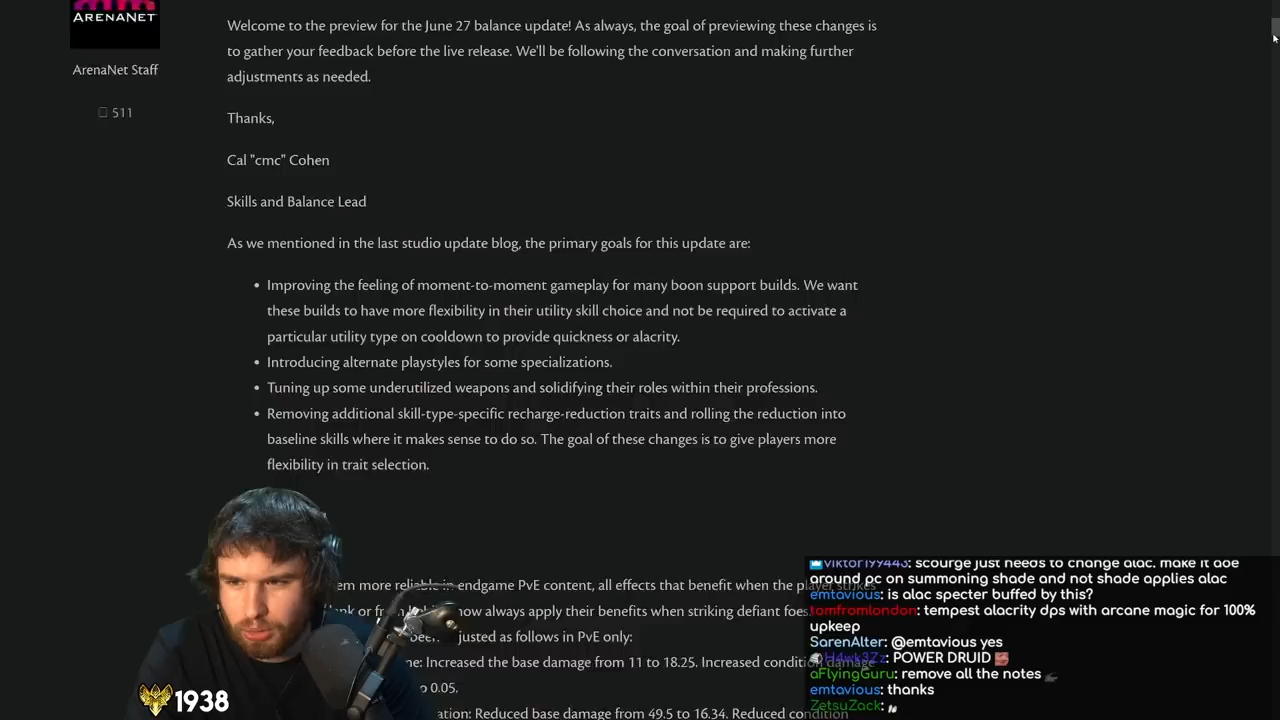 ARENANET
ArenaNet Staff
511
Welcome to the preview for the June 27 balance update! As always, the goal of previewing these changes is
to gather your feedback before the live release. We'll be following the conversation and making further
adjustments as needed.
Thanks,
Cal "cmc" Cohen
Skills and Balance Lead
As we mentioned in the last studio update blog, the primary goals for this update are:
• Improving the feeling of moment-to-moment gameplay for many boon support builds. We want
these builds to have more flexibility in their utility skill choice and not be required to activate a
particular utility type on cooldown to provide quickness or alacrity.
• Introducing alternate playstyles for some specializations.
• Tuning up some underutilized weapons and solidifying their roles within their professions.
• Removing additional skill-type-specific recharge-reduction traits and rolling the reduction into
baseline skills where it makes sense to do so. The goal of these changes is to give players more
flexibility in trait selection.
em more reliable in endgame PvE content, all effects that benefit when the player strikes
now always apply their benefits when striking defiant foes.
justed as follows in PvE only:
ne: Increased the base damage from 11 to 18.25. Increased condition damage
o 0.05.
ation: Reduced base damage from 49.5 to 16.34. Reduced condition
viktor199443: scourge just needs to change alac. make it aoe
around pc on summoning shade and not shade applies alac
emtavious: is alac specter buffed by this?
tomfromlondon: tempest alacrity dps with arcane magic for 100%
upkeep
SarenAlter: @emtavious yes
H4wk3Zz: POWER DRUID
aFlyingGuru: remove all the notes
emtavious: thanks
ZetsuZack:
1938